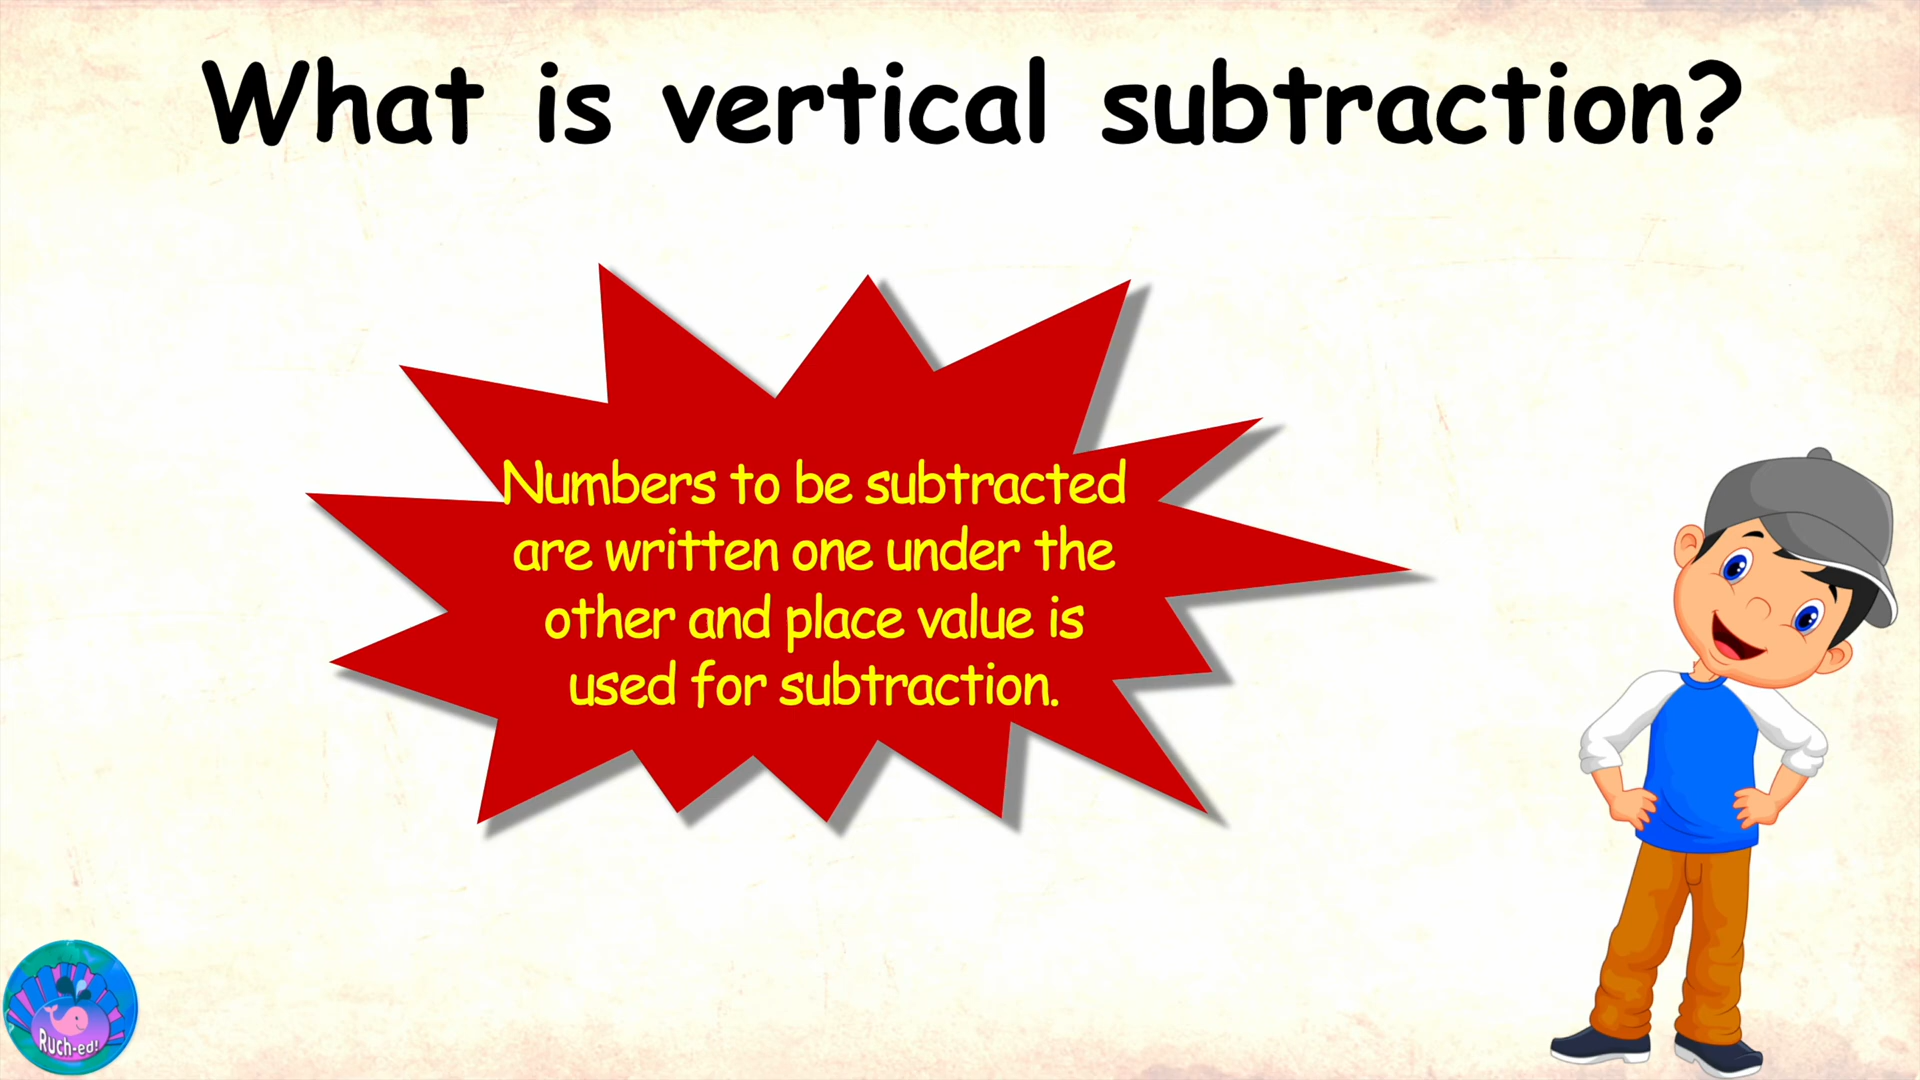 What is vertical subtraction?
Numbers to be subtracted
are written one under the
other and place value is
used for subtraction.
Ruch-ed!